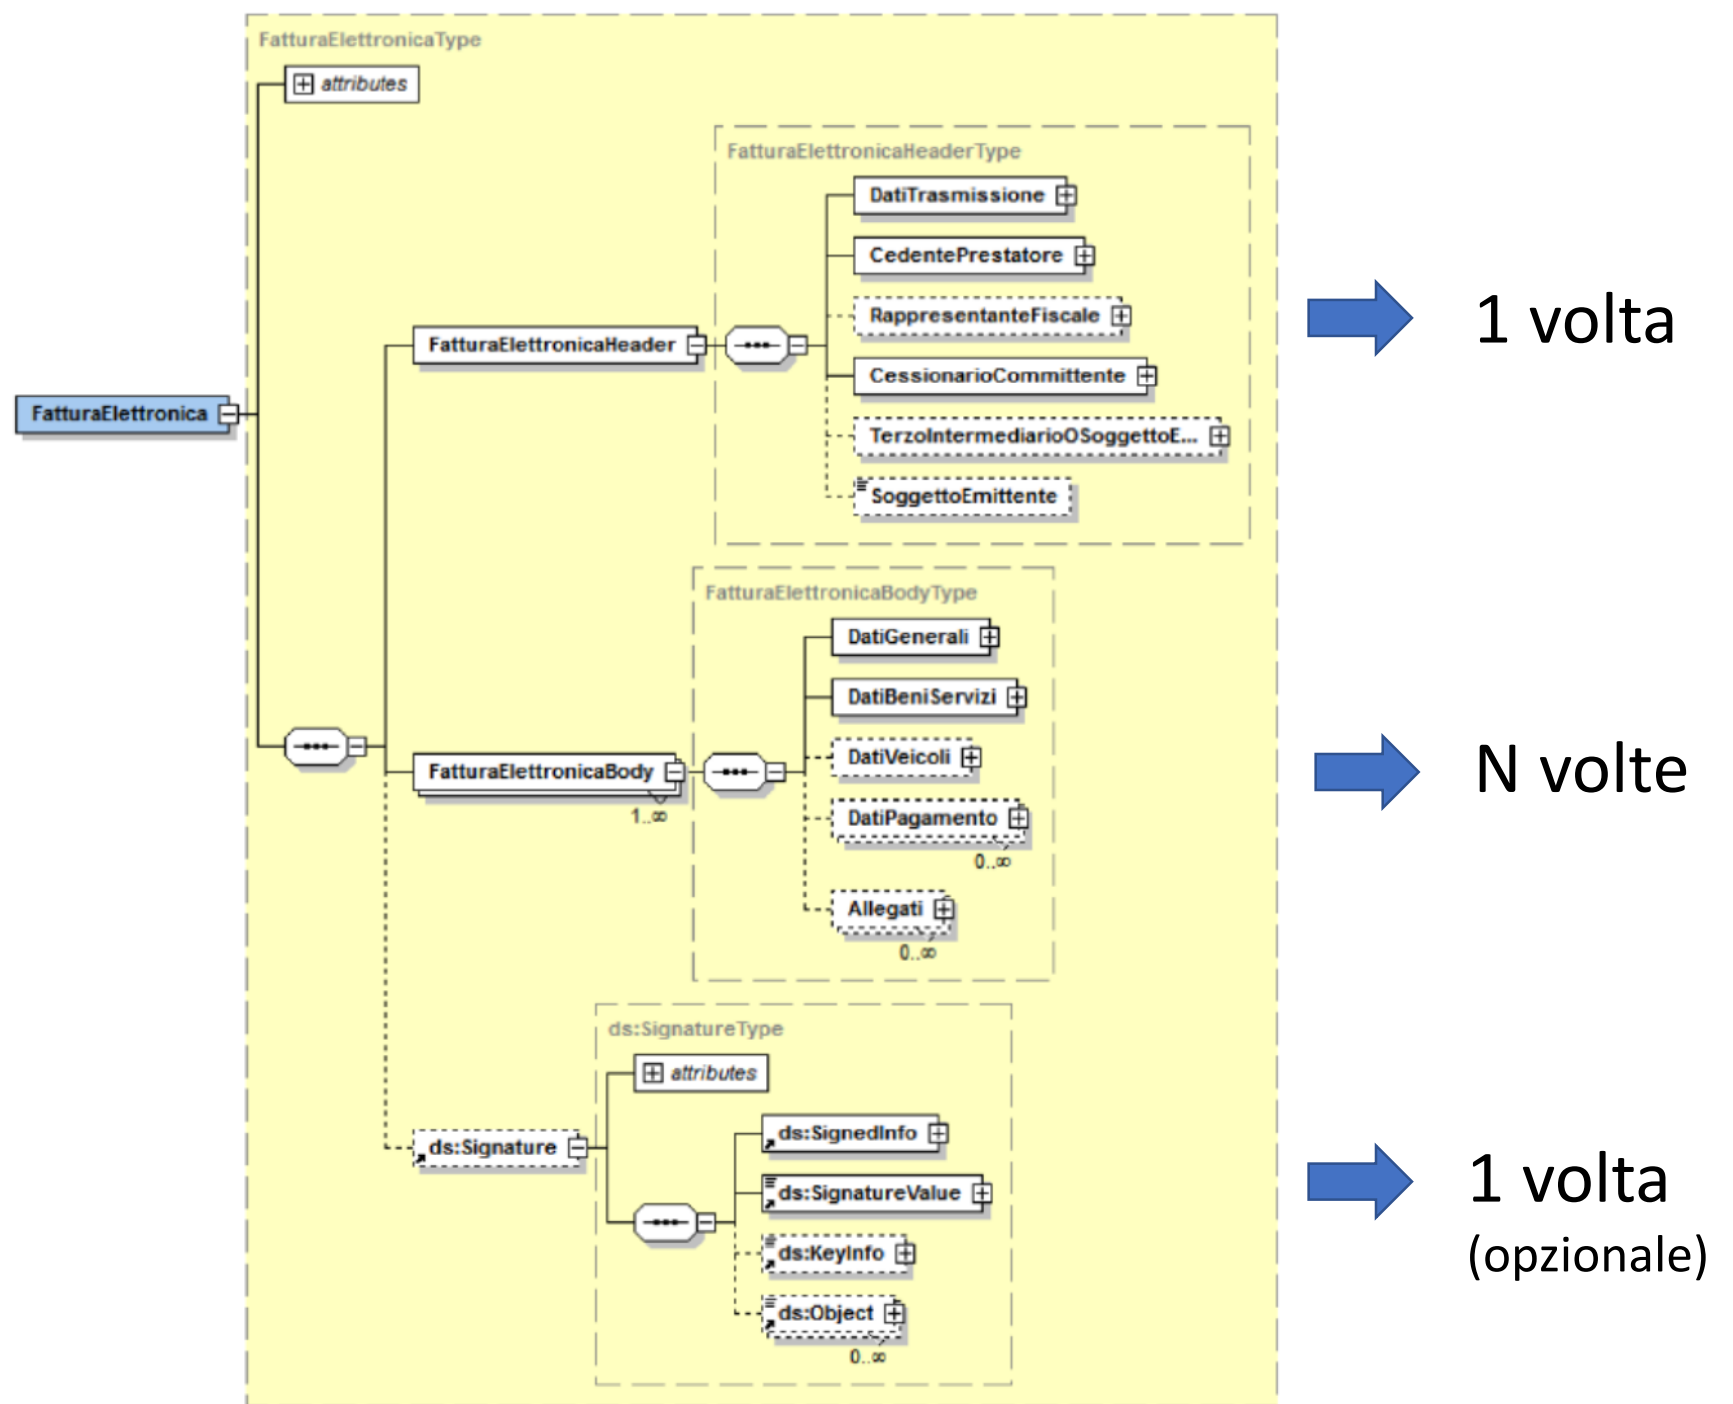 FatturaElettronicaType
attributes
FatturaElettronicaHeaderType
DatiTrasmissione
CedentePrestatore
RappresentanteFiscale
1 volta
FatturaElettronicaHeader
CessionarioCommittente
FatturaElettronica
TerzoIntermediarioOSoggettoE...
SoggettoEmittente
FatturaElettronicaBodyType
DatiGenerali
DatiBeniServizi
DatiVeicoli
FatturaElettronicaBody
N volte
1..∞
DatiPagamento
0..∞
Allegati
0..∞
ds:SignatureType
attributes
ds:SignedInfo
ds:Signature
ds:SignatureValue
1 volta
(opzionale)
ds:KeyInfo
ds:Object
0..∞